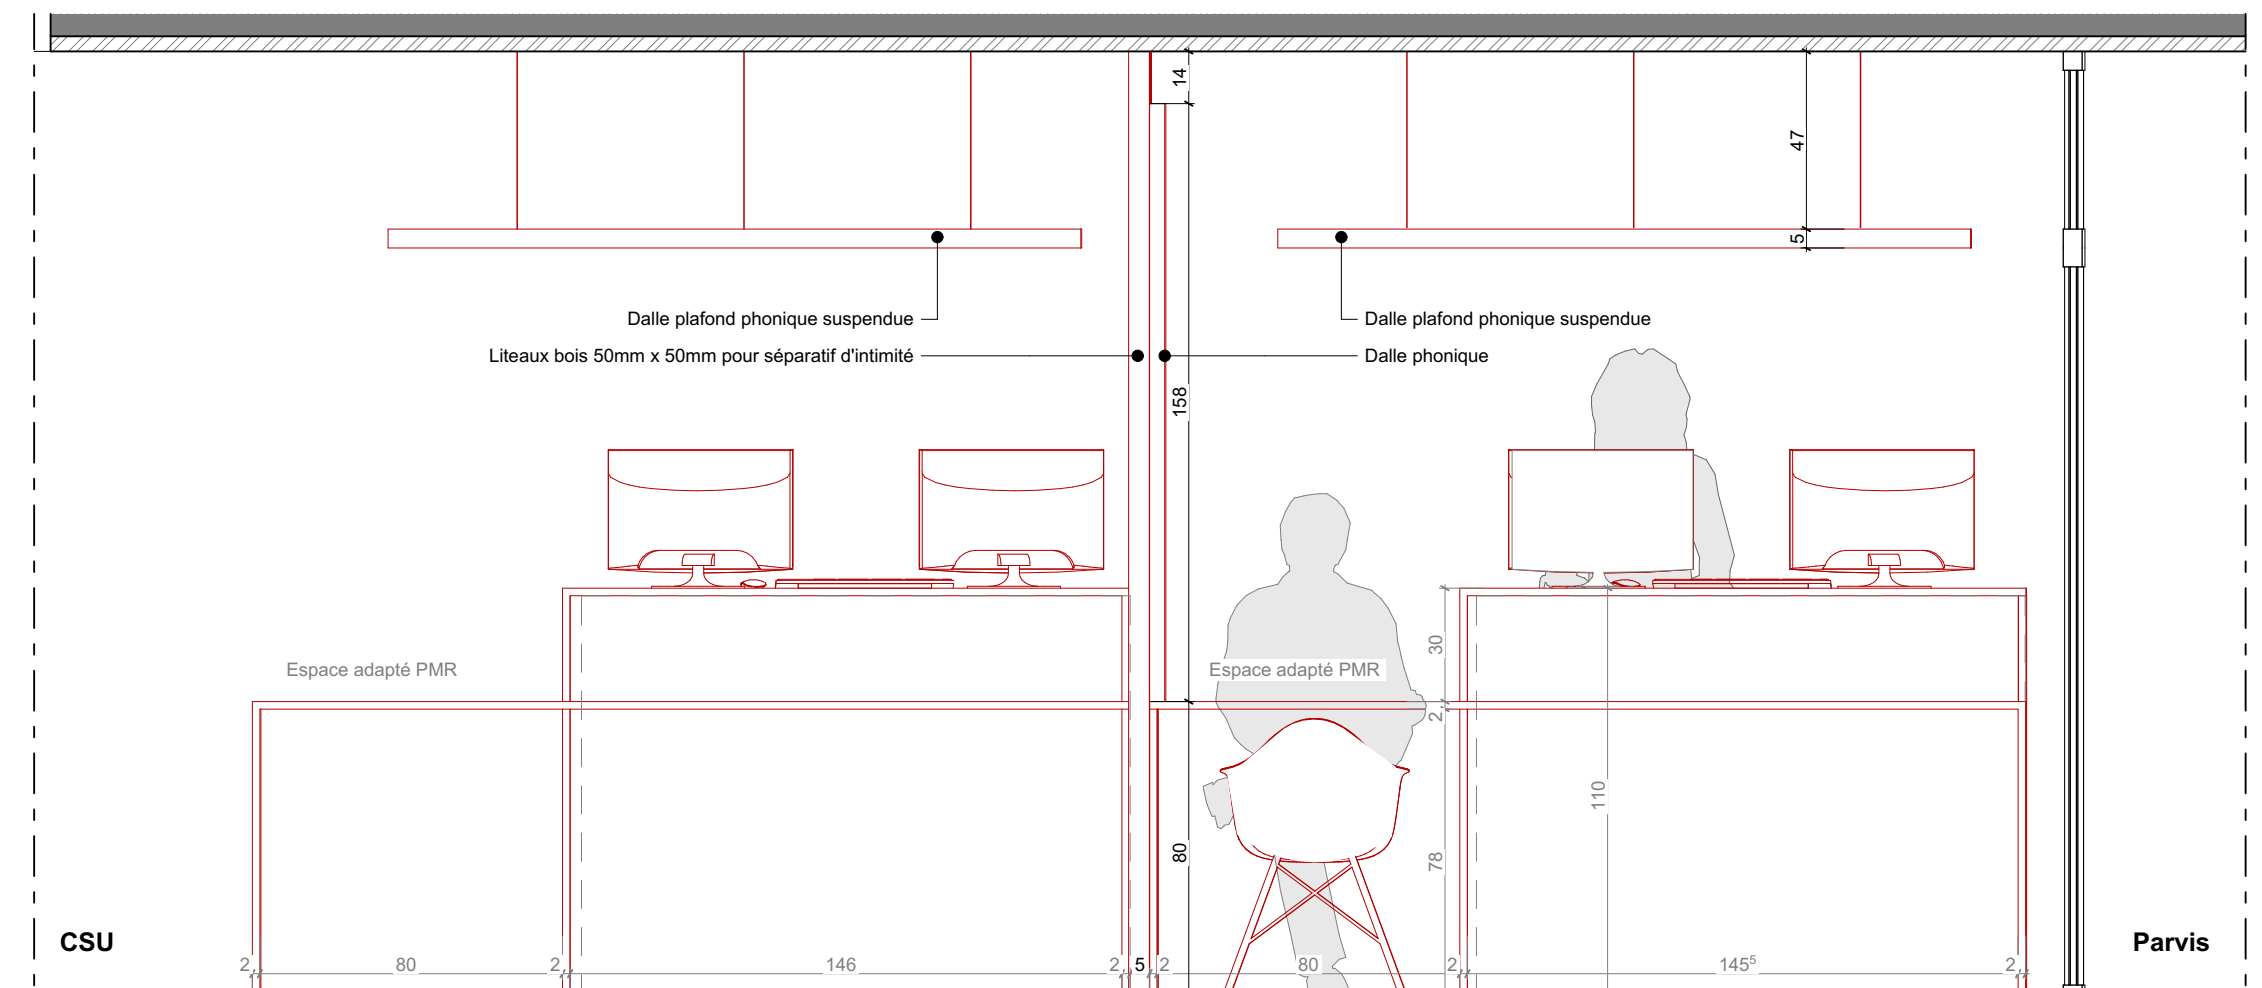 14
47
5
Dalle plafond phonique suspendue
Dalle plafond phonique suspendue
Liteaux bois 50mm x 50mm pour séparatif d'intimité
Dalle phonique
158
30
Espace adapté PMR
Espace adapté PMR
2
110
80
78
CSU
Parvis
2 80 2 146 2 5 2 80 2 145⁵ 2